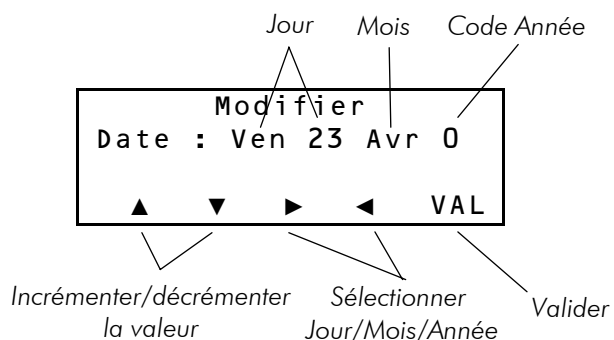 Jour Mois Code Année
Modifier
Date : Ven 23 Avr 0
▲ ▼ ► ◄ VAL
Incrémenter/décrémenter
la valeur
Sélectionner
Jour/Mois/Année
Valider